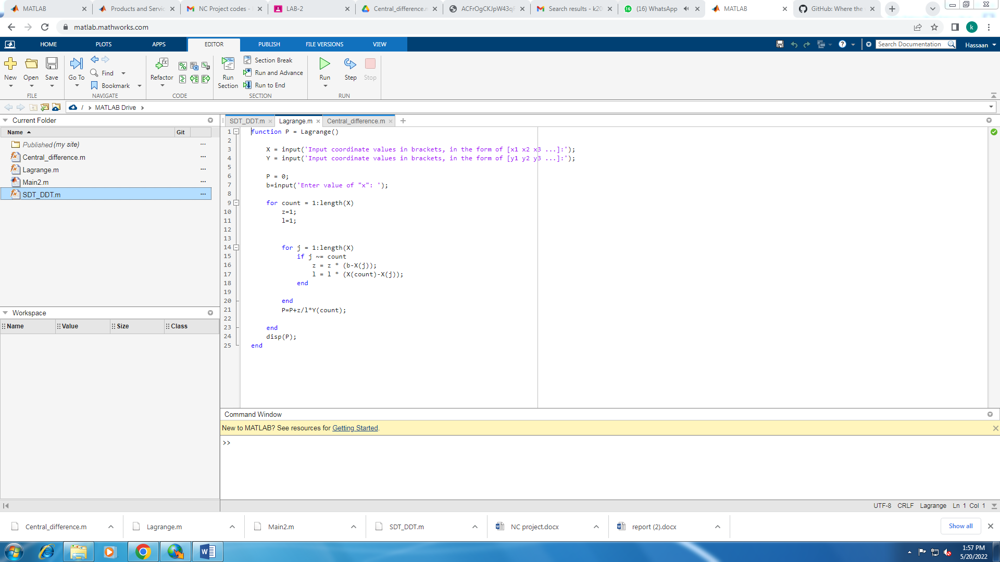 MATLAB
Products and Servic
NC Project codes -
LAB-2
Central_difference.m
ACFrOgCKJpW43q
Search results - k20
(16) WhatsApp
MATLAB
GitHub: Where the
matlab.mathworks.com
k
HOME
PLOTS
APPS
EDITOR
PUBLISH
FILE VERSIONS
VIEW
Search Documentation
Hassaan
New
Open
Save
FILE
Go To
Find
Bookmark
NAVIGATE
Refactor
CODE
Run Section
Section Break
Run and Advance
Run to End
SECTION
Run
Step
Stop
RUN
/ > MATLAB Drive >
Current Folder
Name
Git
Published (my site)
Central_difference.m
Lagrange.m
Main2.m
SDT_DDT.m
Workspace
Name
Value
Size
Class
SDT_DDT.m
Lagrange.m
Central_difference.m
1 function P = Lagrange()
2
3 X = input('Input coordinate values in brackets, in the form of [x1 x2 x3 ...]:');
4 Y = input('Input coordinate values in brackets, in the form of [y1 y2 y3 ...]:');
5
6 P = 0;
7 b=input('Enter value of "x": ');
8
9 for count = 1:length(X)
10 z=1;
11 l=1;
12
13
14 for j = 1:length(X)
15 if j ~= count
16 z = z * (b-X(j));
17 l = l * (X(count)-X(j));
18 end
19
20 end
21 P=P+z/l*Y(count);
22
23 end
24 disp(P);
25 end
Command Window
New to MATLAB? See resources for Getting Started.
>>
UTF-8 CRLF Lagrange Ln 1 Col 1
Central_difference.m
Lagrange.m
Main2.m
SDT_DDT.m
NC project.docx
report (2).docx
Show all
1:57 PM
5/20/2022